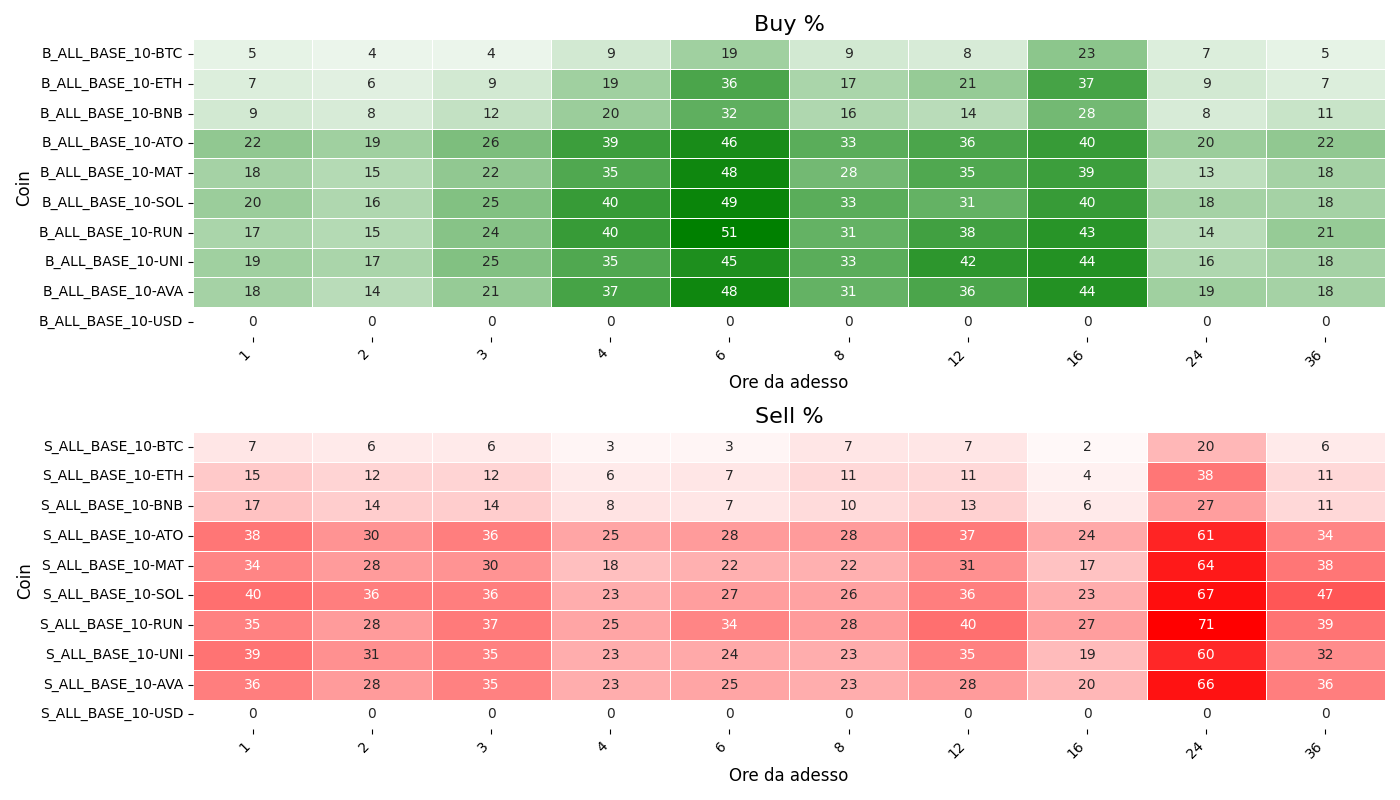 Buy %
Coin
B_ALL_BASE_10-BTC 5 4 4 9 19 9 8 23 7 5
B_ALL_BASE_10-ETH 7 6 9 19 36 17 21 37 9 7
B_ALL_BASE_10-BNB 9 8 12 20 32 16 14 28 8 11
B_ALL_BASE_10-ATO 22 19 26 39 46 33 36 40 20 22
B_ALL_BASE_10-MAT 18 15 22 35 48 28 35 39 13 18
B_ALL_BASE_10-SOL 20 16 25 40 49 33 31 40 18 18
B_ALL_BASE_10-RUN 17 15 24 40 51 31 38 43 14 21
B_ALL_BASE_10-UNI 19 17 25 35 45 33 42 44 16 18
B_ALL_BASE_10-AVA 18 14 21 37 48 31 36 44 19 18
B_ALL_BASE_10-USD 0 0 0 0 0 0 0 0 0 0
1 2 3 4 6 8 12 16 24 36
Ore da adesso
Sell %
Coin
S_ALL_BASE_10-BTC 7 6 6 3 3 7 7 2 20 6
S_ALL_BASE_10-ETH 15 12 12 6 7 11 11 4 38 11
S_ALL_BASE_10-BNB 17 14 14 8 7 10 13 6 27 11
S_ALL_BASE_10-ATO 38 30 36 25 28 28 37 24 61 34
S_ALL_BASE_10-MAT 34 28 30 18 22 22 31 17 64 38
S_ALL_BASE_10-SOL 40 36 36 23 27 26 36 23 67 47
S_ALL_BASE_10-RUN 35 28 37 25 34 28 40 27 71 39
S_ALL_BASE_10-UNI 39 31 35 23 24 23 35 19 60 32
S_ALL_BASE_10-AVA 36 28 35 23 25 23 28 20 66 36
S_ALL_BASE_10-USD 0 0 0 0 0 0 0 0 0 0
1 2 3 4 6 8 12 16 24 36
Ore da adesso